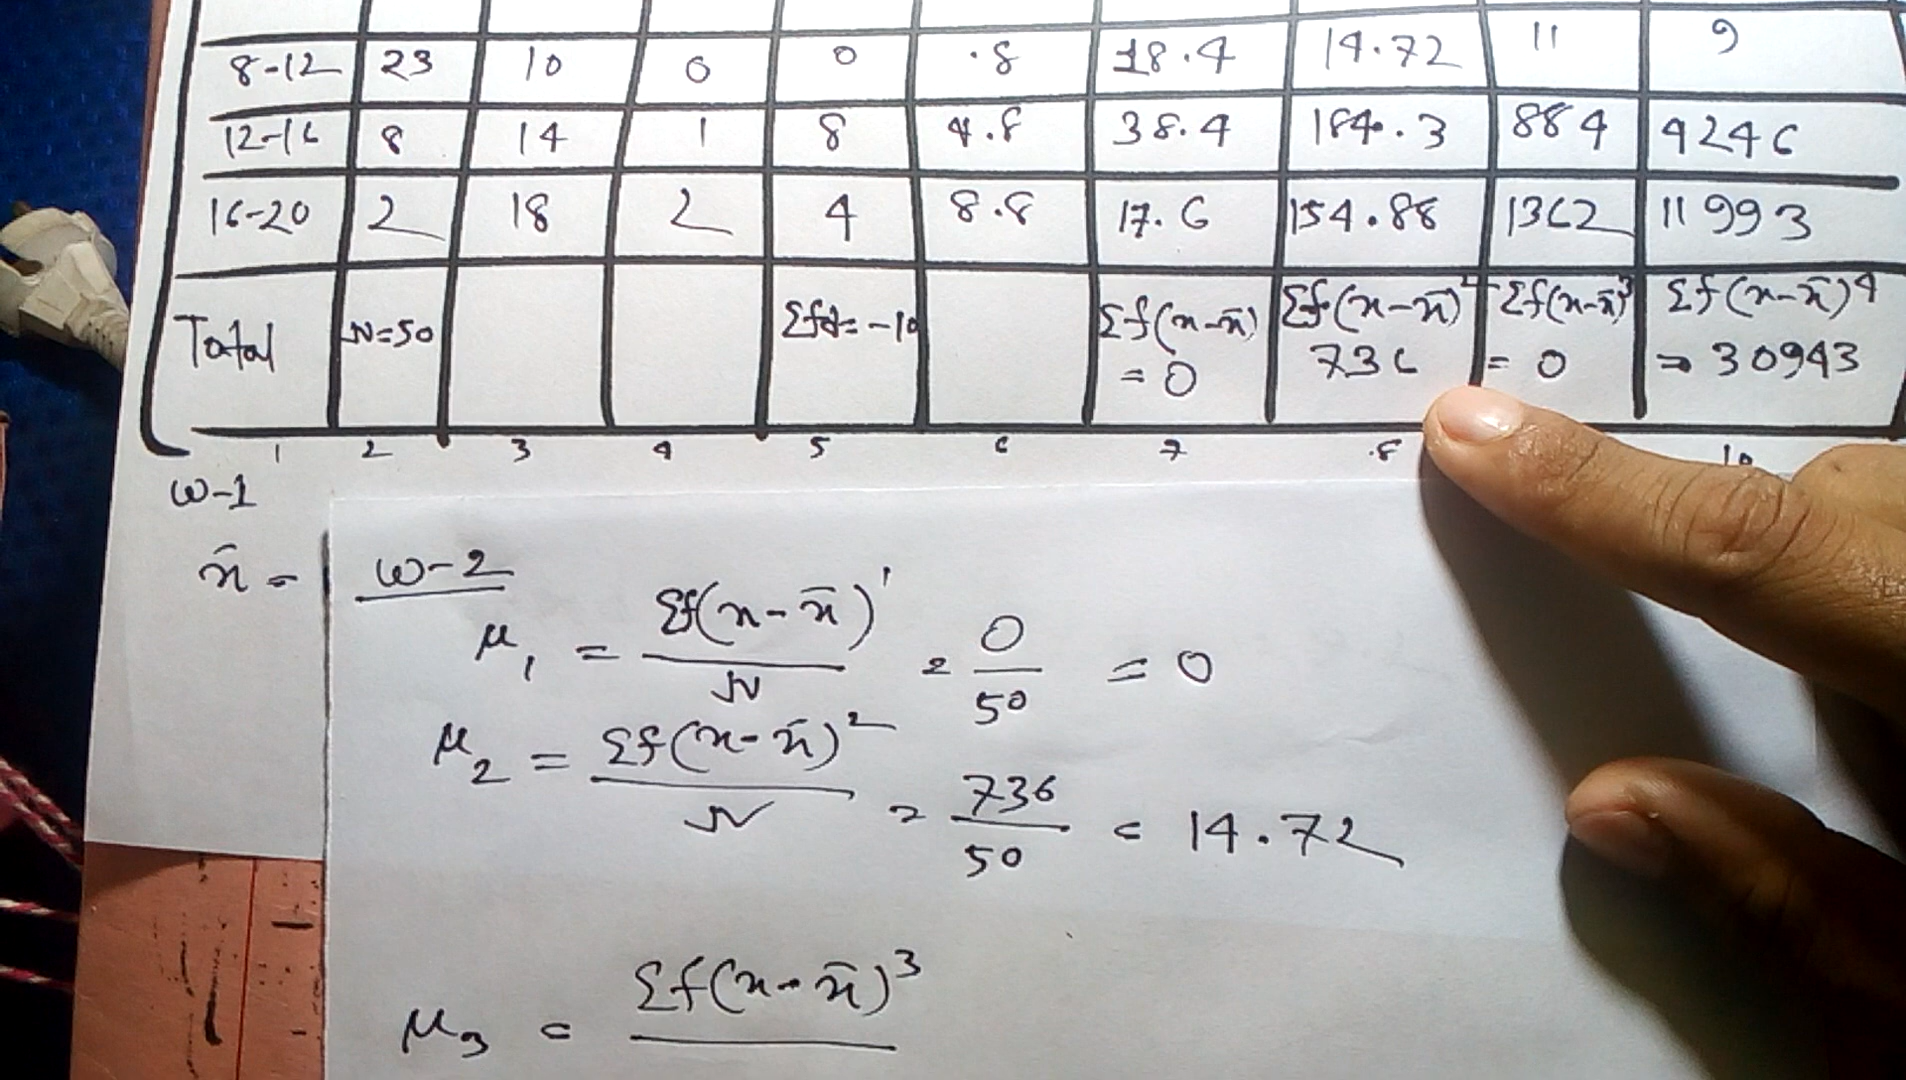 8-12 23 10 0 0 .8 18.4 14.72 11 9
12-16 8 14 1 8 4.8 38.4 184.3 884 4246
16-20 2 18 2 4 8.8 17.6 154.88 1362 11993
Total N=50 Σfd=-10 Σf(x-x̄) = 0 Σf(x-x̄)² 736 Σf(x-x̄)³ = 0 Σf(x-x̄)⁴ = 30943
1 2 3 4 5 6 7 8 10
w-1
x̄ =
w-2
μ₁ = Σf(x-x̄)¹ / N = 0/50 = 0
μ₂ = Σf(x-x̄)² / N = 736/50 = 14.72
μ₃ = Σf(x-x̄)³